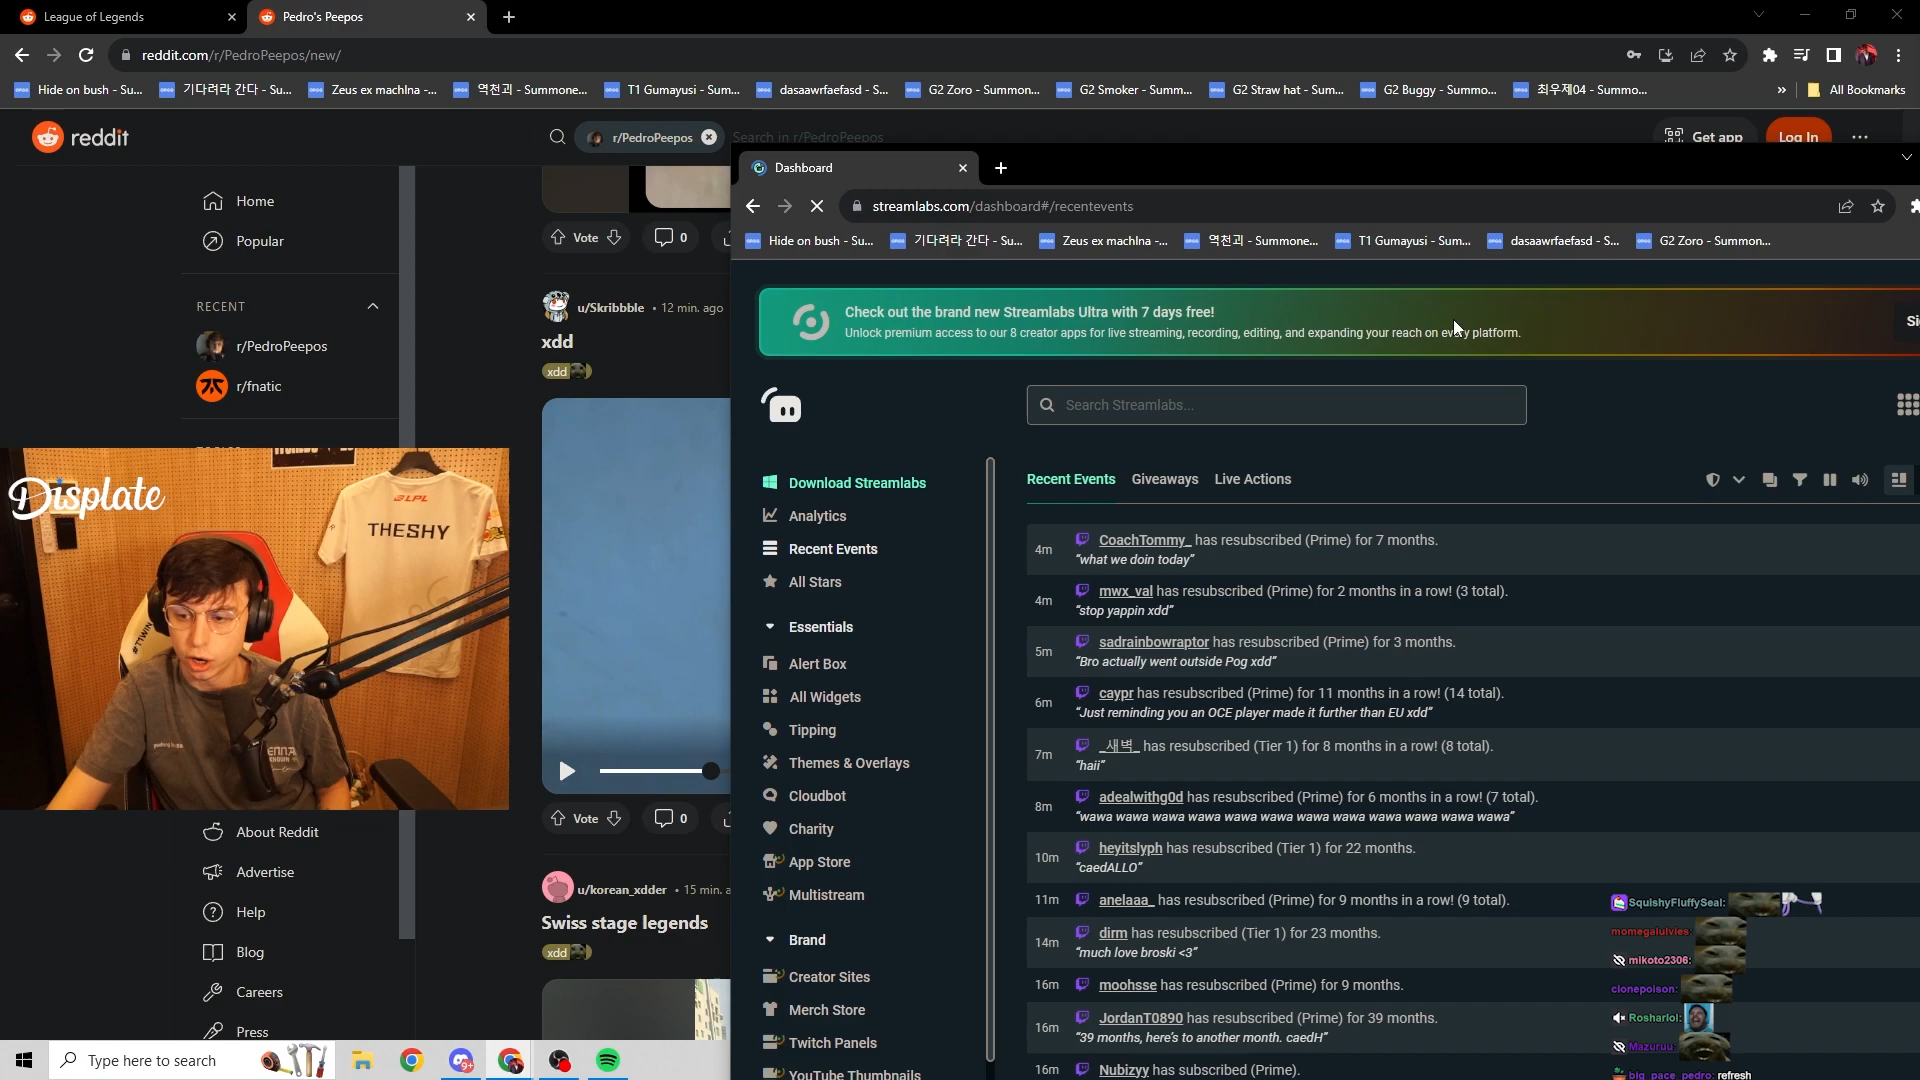 League of Legends
Pedro's Peepos
reddit.com/r/PedroPeepos/new/
Hide on bush - Su...
기다려라 간다 - Su...
Zeus ex machlna -...
역천괴 - Summone...
T1 Gumayusi - Sum...
dasaawrfaefasd - S...
G2 Zoro - Summon...
G2 Smoker - Summ...
G2 Straw hat - Sum...
G2 Buggy - Summo...
최우제04 - Summo...
»
All Bookmarks
reddit
r/PedroPeepos
Search in r/PedroPeepos
Get app
Log In
Home
Popular
RECENT
r/PedroPeepos
r/fnatic
About Reddit
Advertise
Help
Blog
Careers
Press
Vote
0
u/Skribbble • 12 min. ago
xdd
xdd
Vote
0
u/korean_xdder • 15 min. a
Swiss stage legends
xdd
Displate
LPL
THESHY
#T1WIN
Dashboard
streamlabs.com/dashboard#/recentevents
Hide on bush - Su...
기다려라 간다 - Su...
Zeus ex machlna -...
역천괴 - Summone...
T1 Gumayusi - Sum...
dasaawrfaefasd - S...
G2 Zoro - Summon...
Check out the brand new Streamlabs Ultra with 7 days free!
Unlock premium access to our 8 creator apps for live streaming, recording, editing, and expanding your reach on every platform.
Si
Search Streamlabs...
Download Streamlabs
Analytics
Recent Events
All Stars
Essentials
Alert Box
All Widgets
Tipping
Themes & Overlays
Cloudbot
Charity
App Store
Multistream
Brand
Creator Sites
Merch Store
Twitch Panels
YouTube Thumbnails
Recent Events
Giveaways
Live Actions
4m
CoachTommy_ has resubscribed (Prime) for 7 months.
"what we doin today"
4m
mwx_val has resubscribed (Prime) for 2 months in a row! (3 total).
"stop yappin xdd"
5m
sadrainbowraptor has resubscribed (Prime) for 3 months.
"Bro actually went outside Pog xdd"
6m
caypr has resubscribed (Prime) for 11 months in a row! (14 total).
"Just reminding you an OCE player made it further than EU xdd"
7m
_새벽_ has resubscribed (Tier 1) for 8 months in a row! (8 total).
"haii"
8m
adealwithg0d has resubscribed (Prime) for 6 months in a row! (7 total).
"wawa wawa wawa wawa wawa wawa wawa wawa wawa wawa wawa wawa"
10m
heyitslyph has resubscribed (Tier 1) for 22 months.
"caedALLO"
11m
anelaaa_ has resubscribed (Prime) for 9 months in a row! (9 total).
14m
dirm has resubscribed (Tier 1) for 23 months.
"much love broski <3"
16m
moohsse has resubscribed (Prime) for 9 months.
16m
JordanT0890 has resubscribed (Prime) for 39 months.
"39 months, here's to another month. caedH"
16m
Nubizyy has subscribed (Prime).
SquishyFluffySeal:
momegalulvies:
mikoto2306:
clonepoison:
Rosharlol:
Mazuruu:
big_pace_pedro: refresh
Type here to search
9+